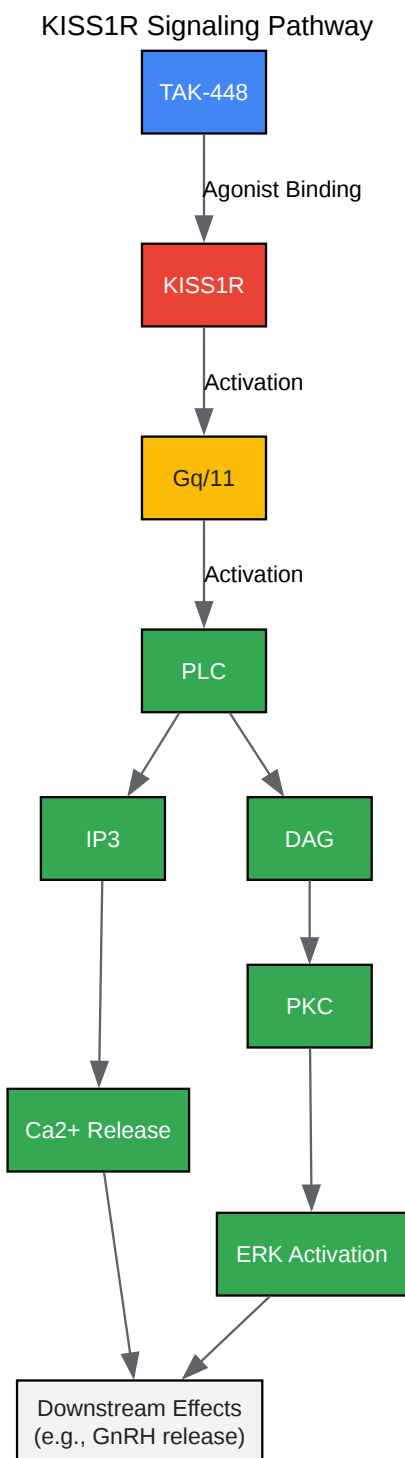 KISS1R Signaling Pathway
TAK-448
Agonist Binding
KISS1R
Activation
Gq/11
Activation
PLC
IP3
DAG
PKC
Ca2+ Release
ERK Activation
Downstream Effects
(e.g., GnRH release)